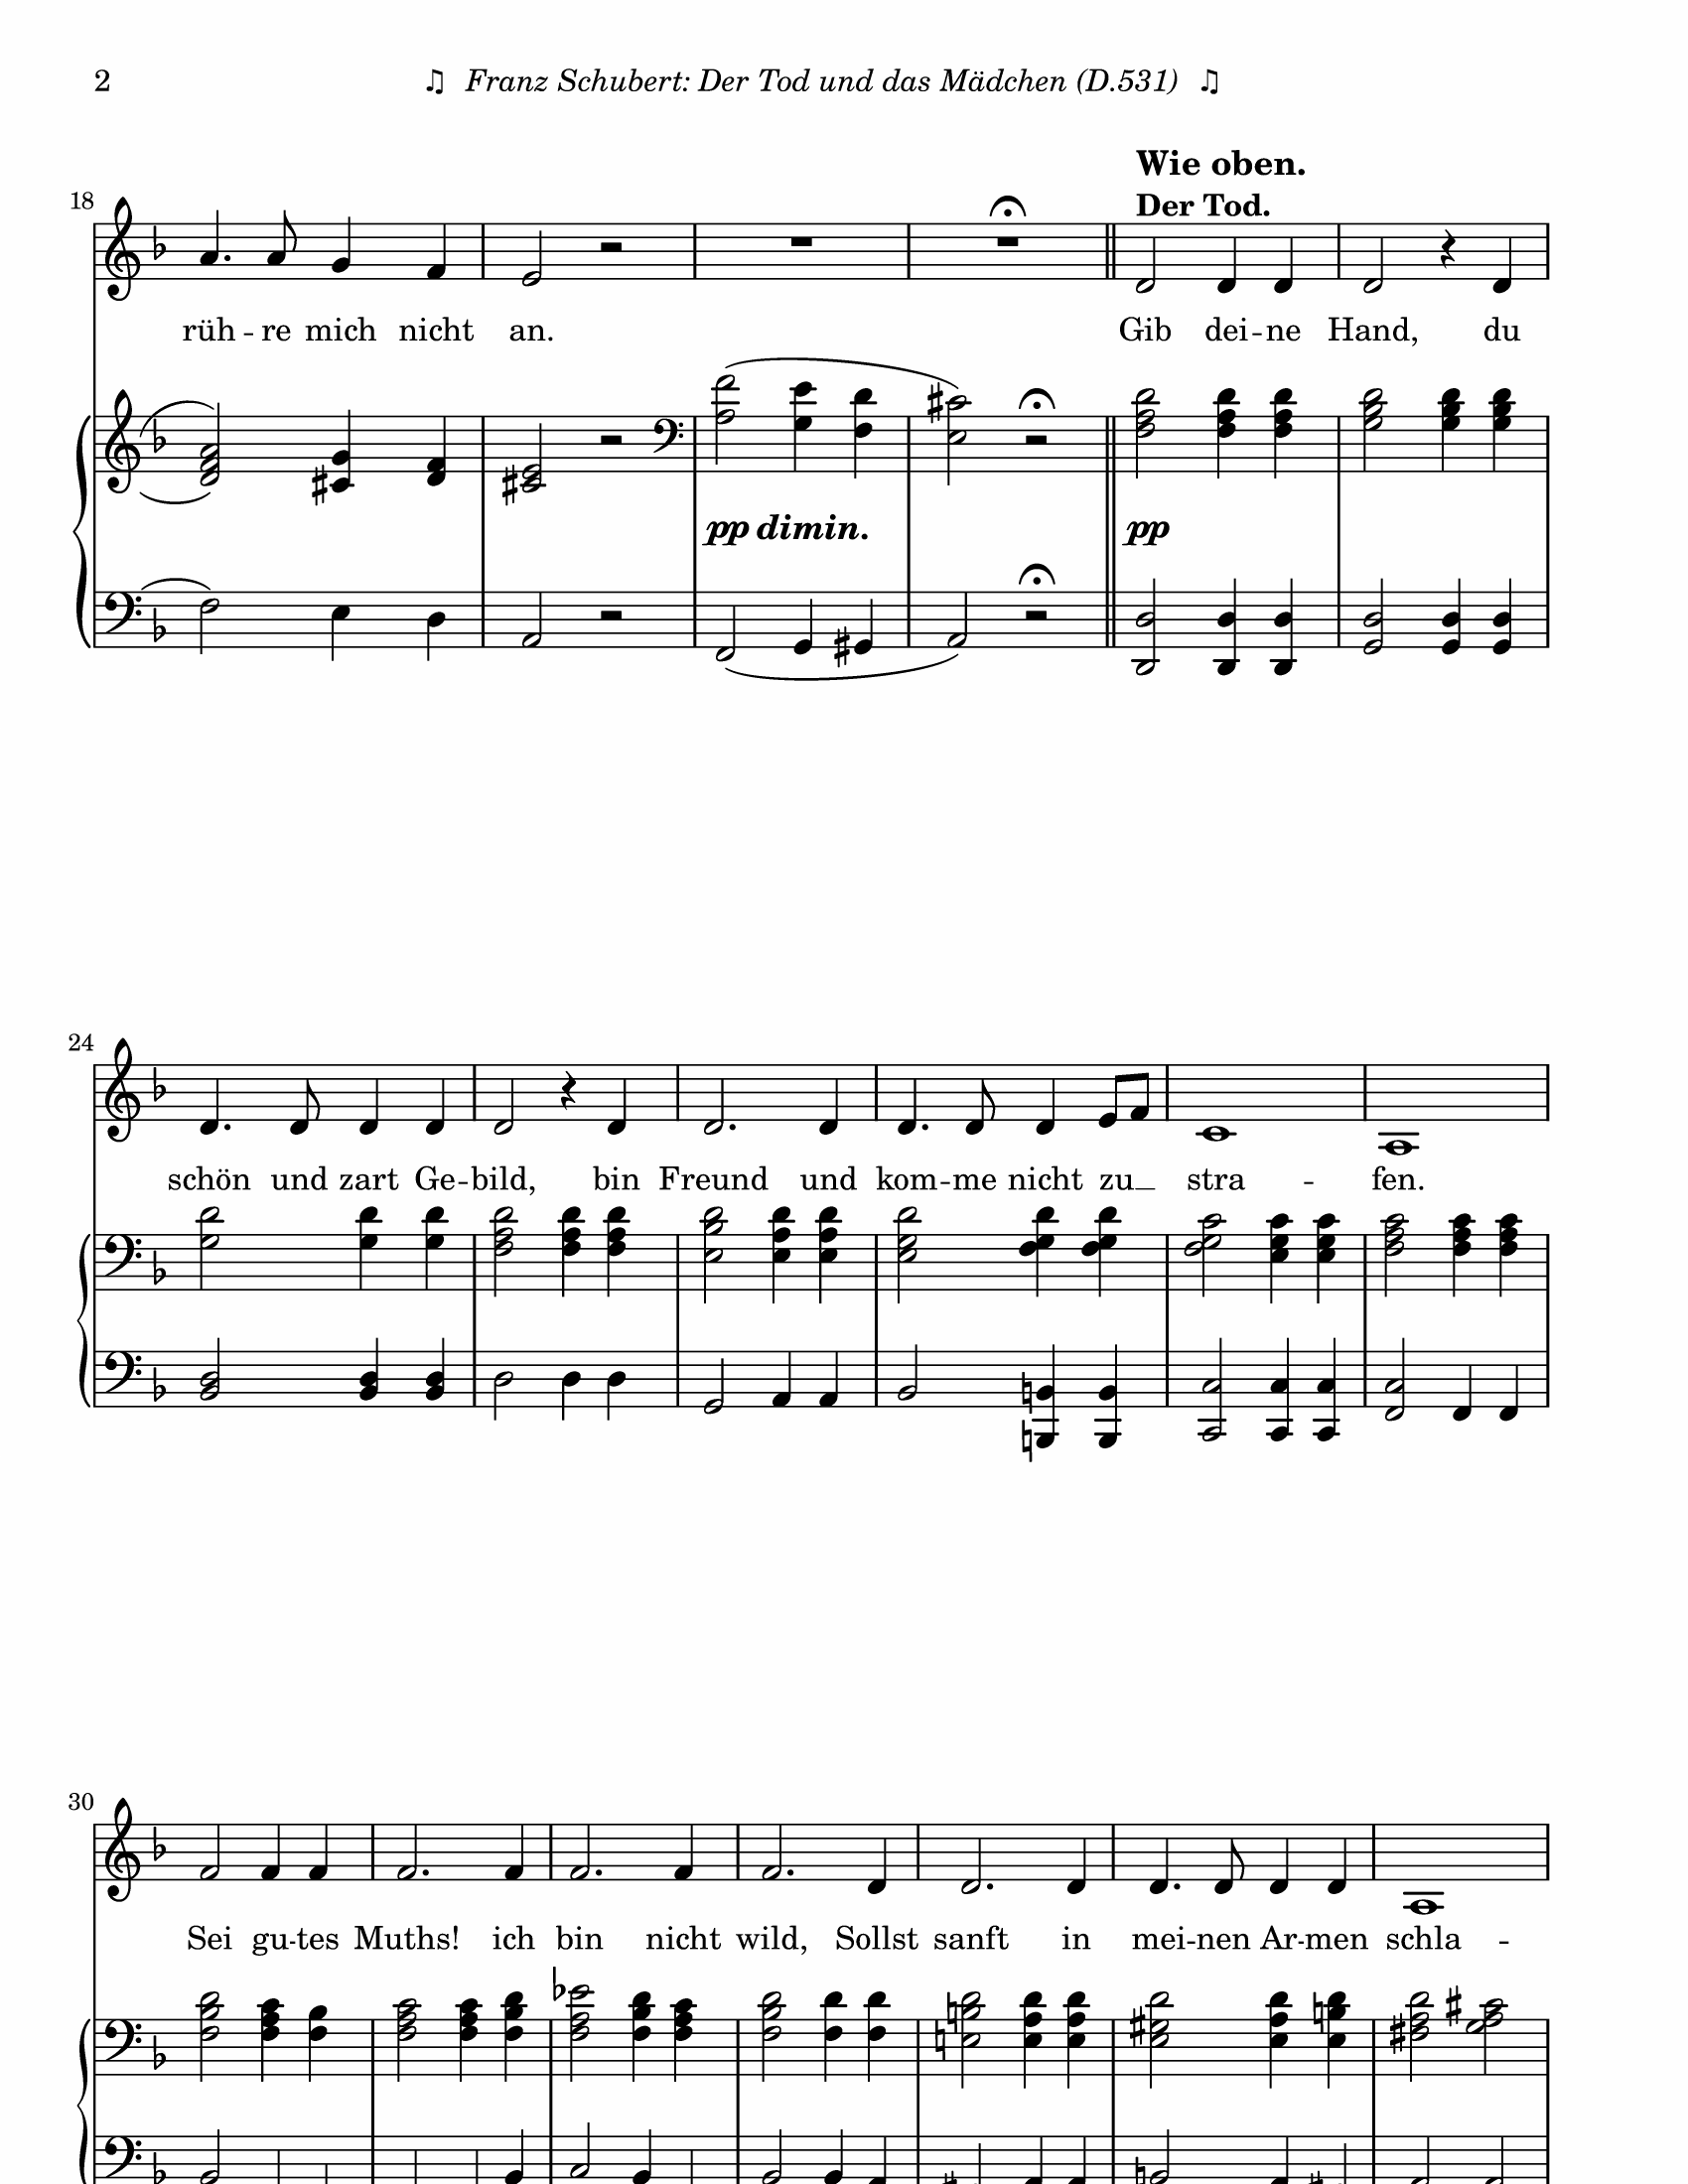 2 ♫ Franz Schubert: Der Tod und das Mädchen (D.531) ♫
Wie oben.
Der Tod.
18
rüh -- re mich nicht an. Gib dei -- ne Hand, du
pp dimin. pp
24
schön und zart Ge -- bild, bin Freund und kom -- me nicht zu __ stra -- fen.
30
Sei gu -- tes Muths! ich bin nicht wild, Sollst sanft in mei -- nen Ar -- men schla --